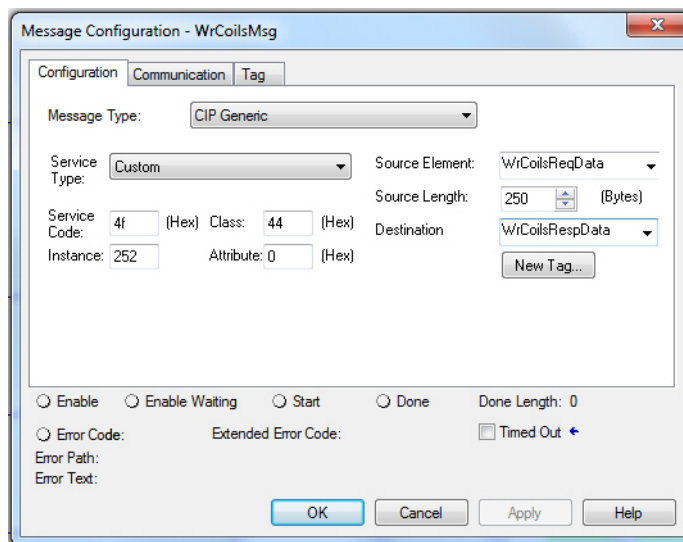 Message Configuration - WrCoilsMsg
Configuration Communication Tag
Message Type: CIP Generic
Service Type: Custom
Source Element: WrCoilsReqData
Source Length: 250 (Bytes)
Service Code: 4f (Hex) Class: 44 (Hex)
Destination WrCoilsRespData
Instance: 252 Attribute: 0 (Hex)
New Tag...
Enable Enable Waiting Start Done Done Length: 0
Error Code: Extended Error Code: Timed Out
Error Path:
Error Text:
OK Cancel Apply Help